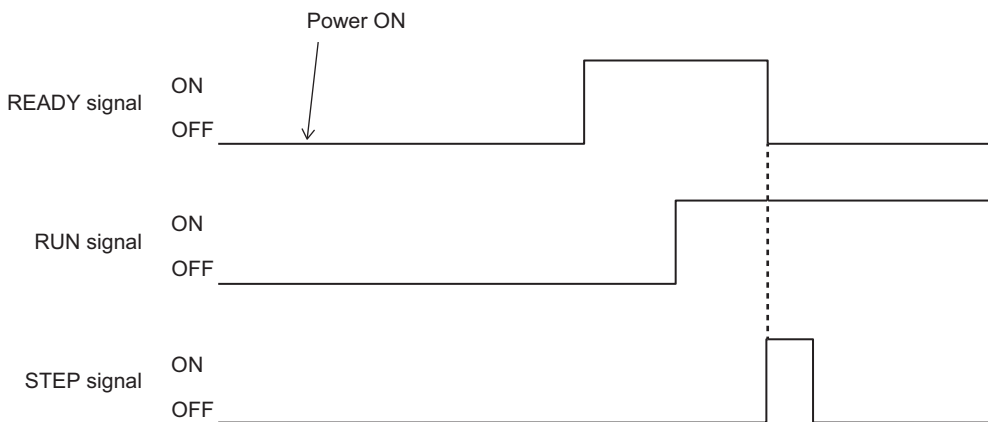 Power ON
READY signal
ON
OFF
RUN signal
ON
OFF
STEP signal
ON
OFF